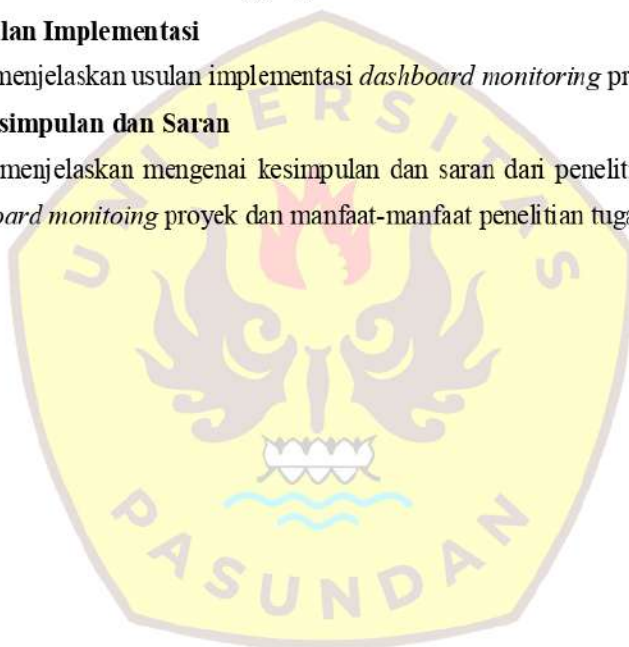 lan Implementasi
menjelaskan usulan implementasi dashboard monitoring pr
simpulan dan Saran
menjelaskan mengenai kesimpulan dan saran dari penelit
oard monitoing proyek dan manfaat-manfaat penelitian tuga
UNIVERSITAS
PASUNDAN